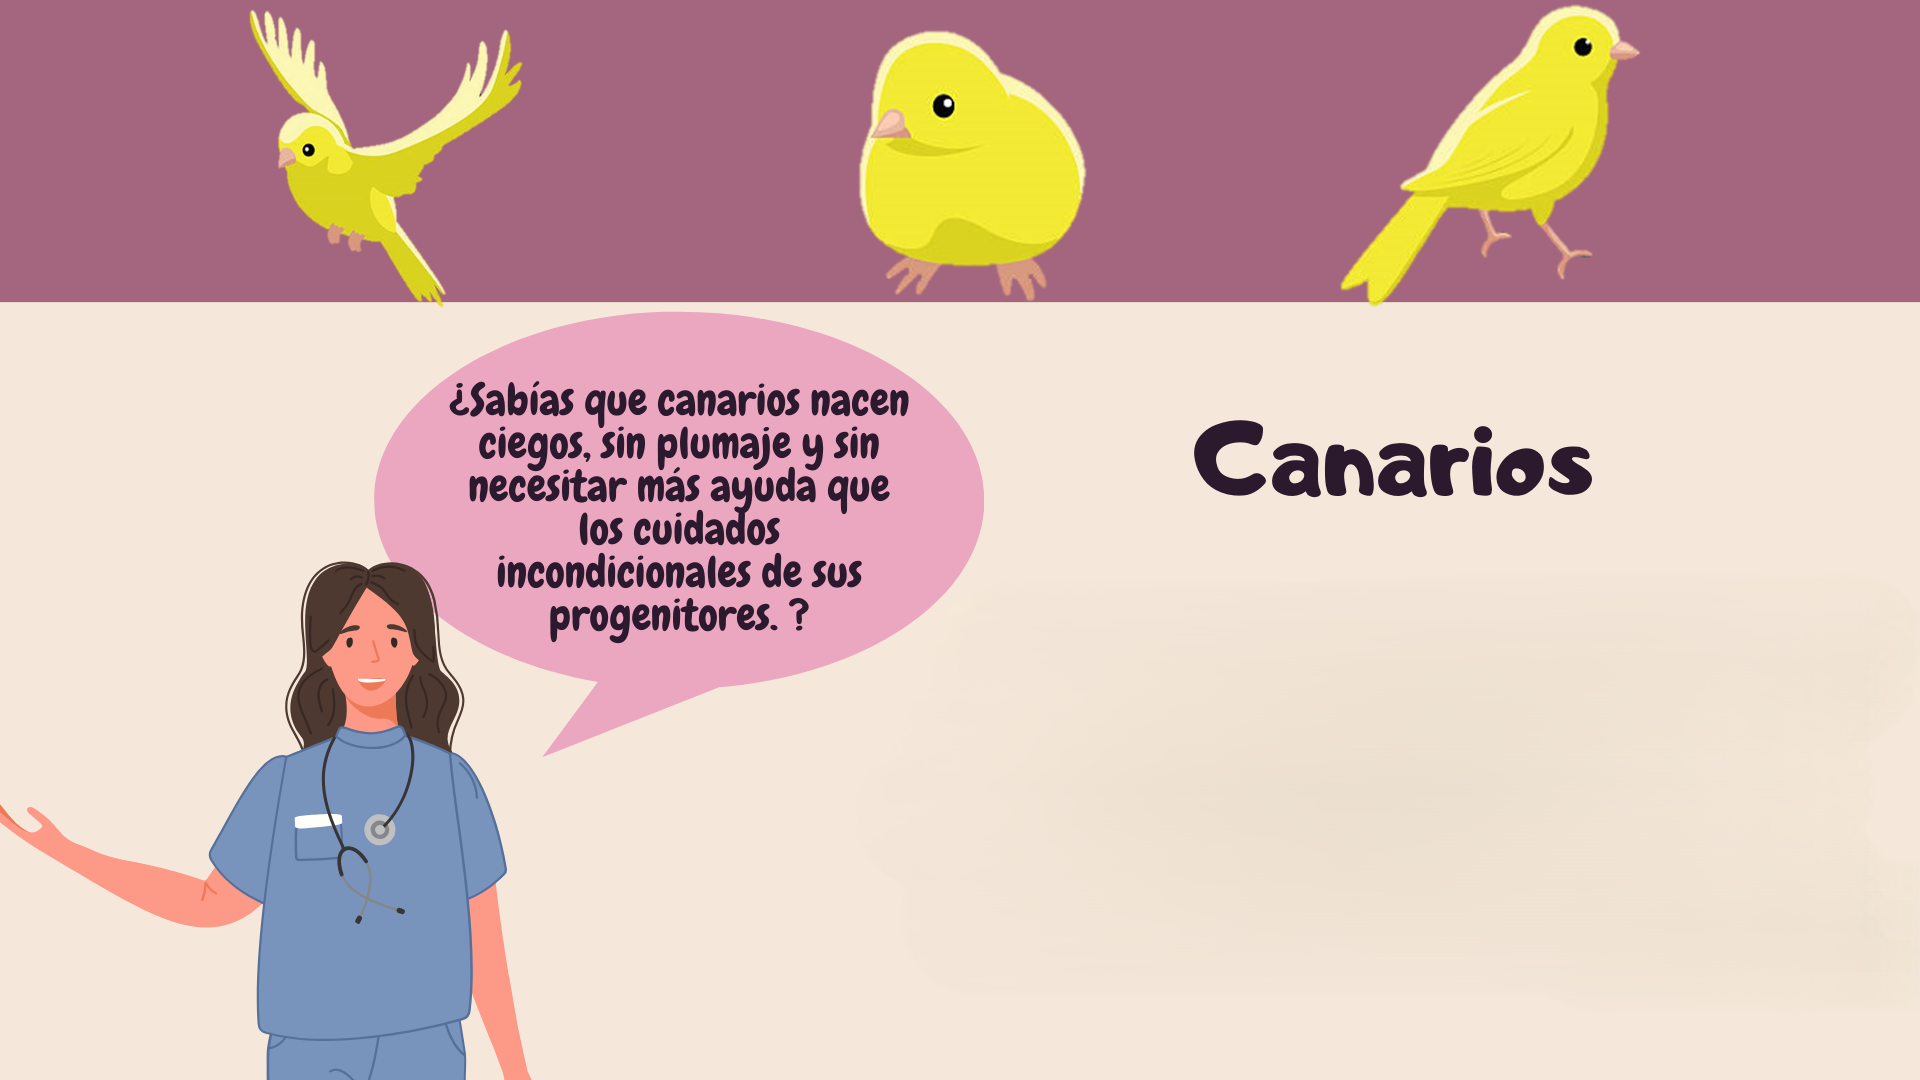 ¿Sabías que canarios nacen
ciegos, sin plumaje y sin
necesitar más ayuda que
los cuidados
incondicionales de sus
progenitores. ?
Canarios